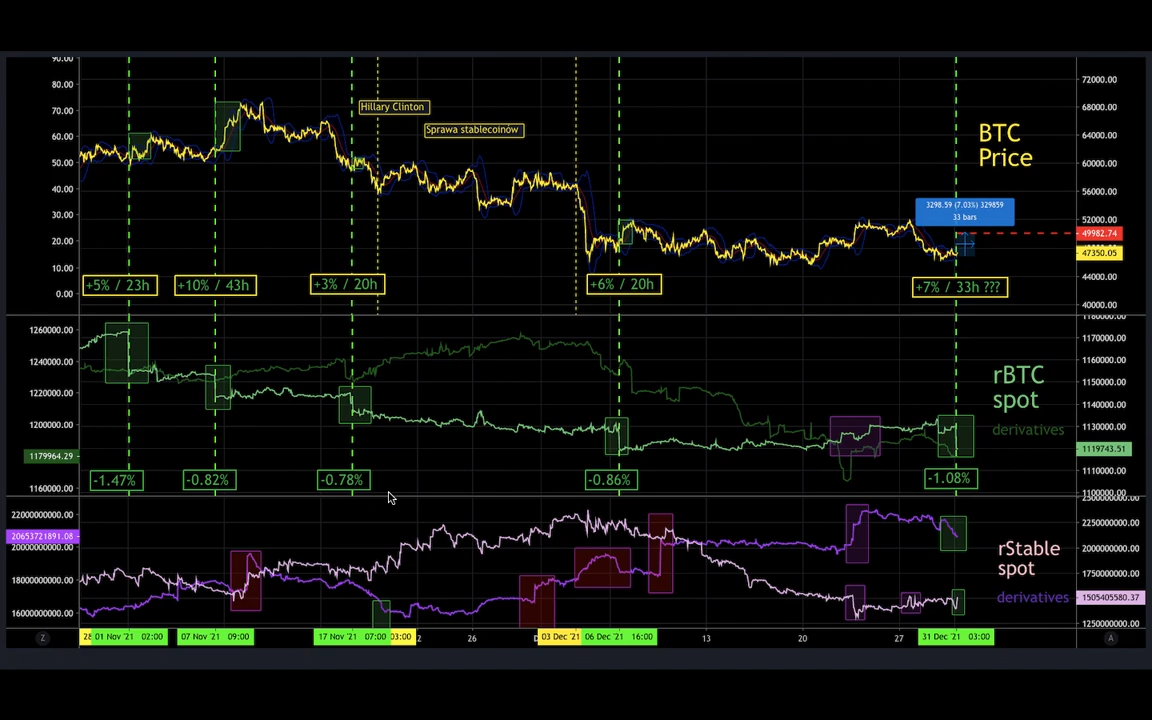 90.00
80.00
70.00
60.00
50.00
40.00
30.00
20.00
10.00
0.00
Hillary Clinton
Sprawa stablecoinów
BTC
Price
72000.00
68000.00
64000.00
60000.00
56000.00
52000.00
49982.74
47350.05
44000.00
40000.00
3298.59 (7.03%) 329859
33 bars
+5% / 23h
+10% / 43h
+3% / 20h
+6% / 20h
+7% / 33h ???
1260000.00
1240000.00
1220000.00
1200000.00
1179964.29
1160000.00
rBTC
spot
derivatives
1180000.00
1170000.00
1160000.00
1150000.00
1140000.00
1130000.00
1119743.51
1110000.00
1100000.00
-1.47%
-0.82%
-0.78%
-0.86%
-1.08%
22000000000.00
20653721891.08
20000000000.00
18000000000.00
16000000000.00
rStable
spot
derivatives
1505405580.37
Z
28
01 Nov '21 02:00
07 Nov '21 09:00
17 Nov '21 07:00
03:00
2
26
D
03 Dec '21
06 Dec '21 16:00
13
20
27
31 Dec '21 03:00
A